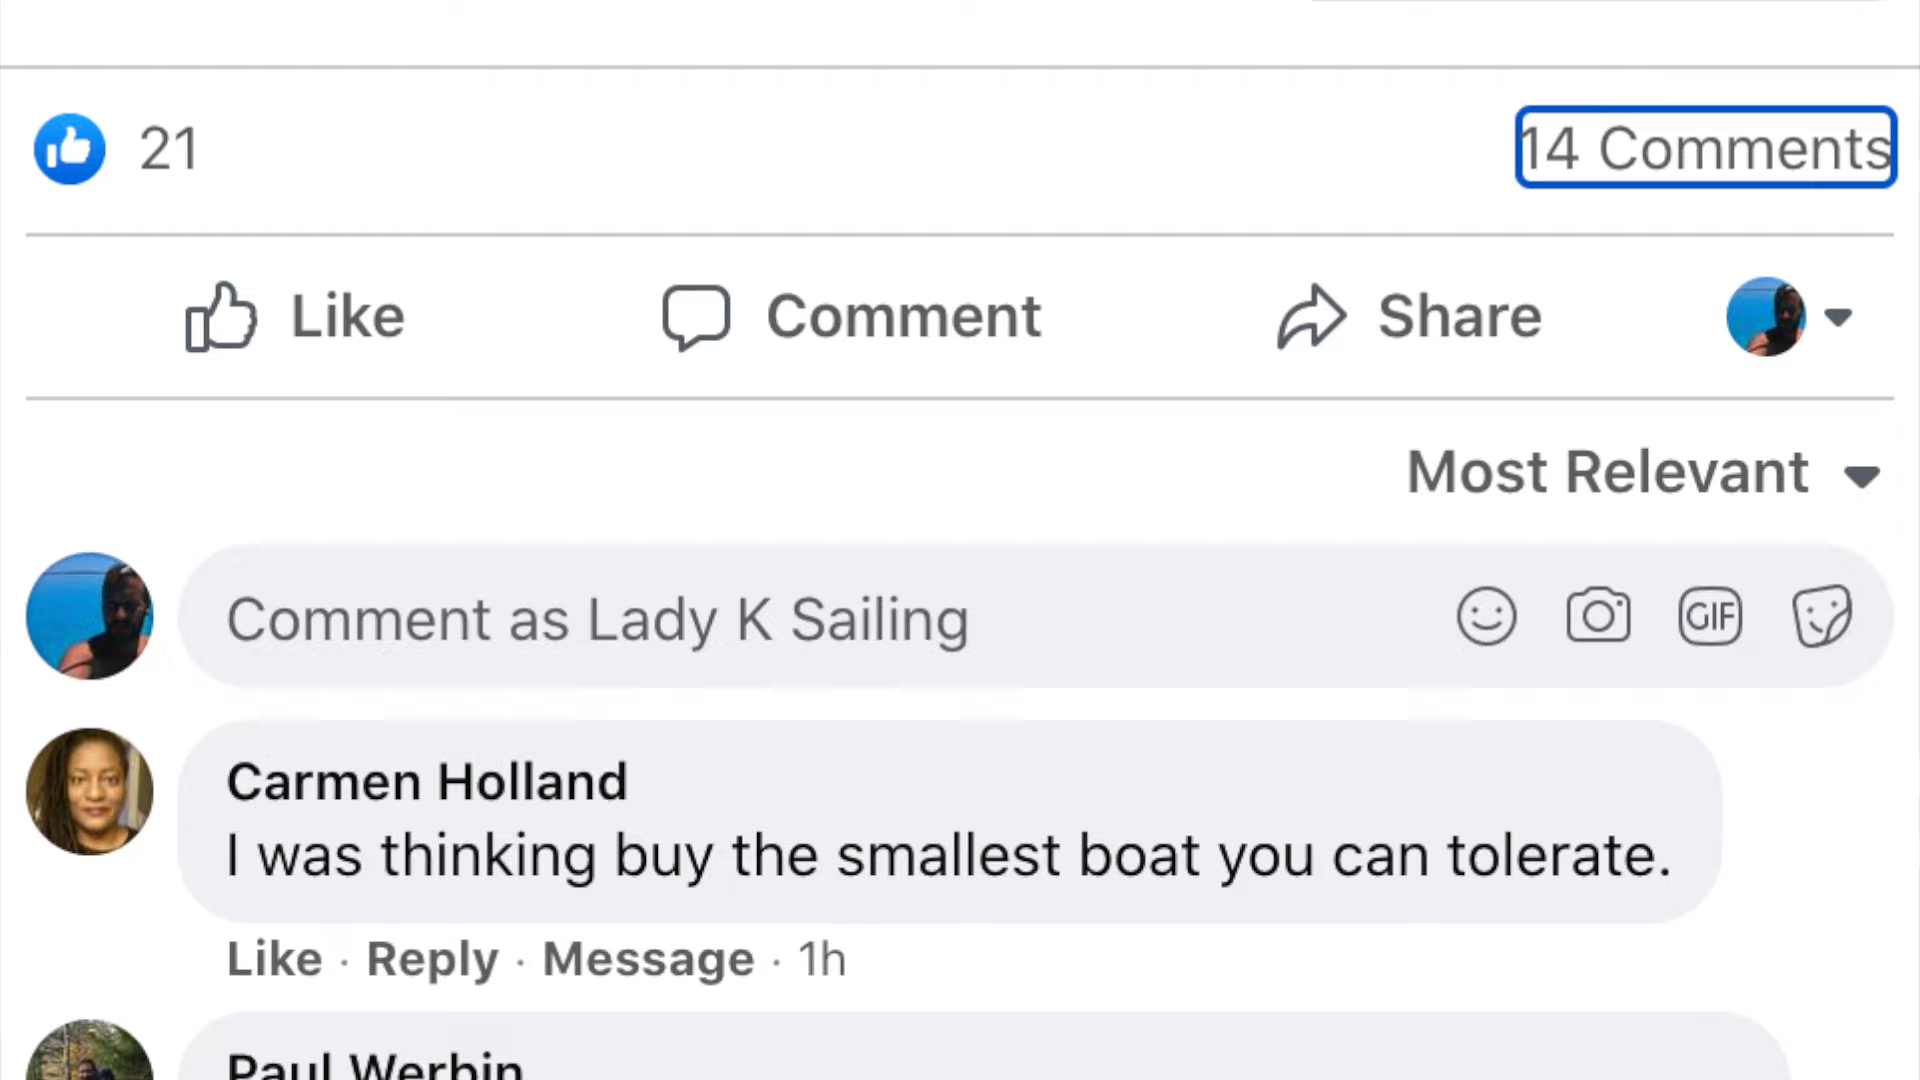 21
14 Comments
Like
Comment
Share
Most Relevant
Comment as Lady K Sailing
GIF
Carmen Holland
I was thinking buy the smallest boat you can tolerate.
Like · Reply · Message · 1h
Paul Werbin